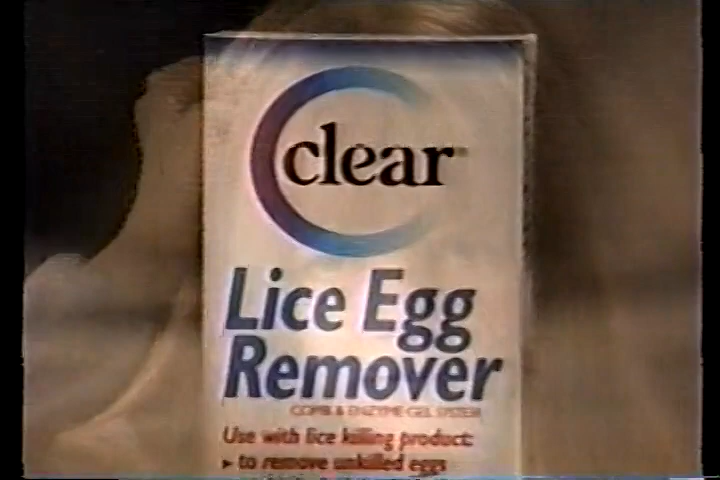 clear
Lice Egg
Remover
COMB & ENZYME GEL SYSTEM
Use with lice killing product:
▸ to remove unkilled eggs